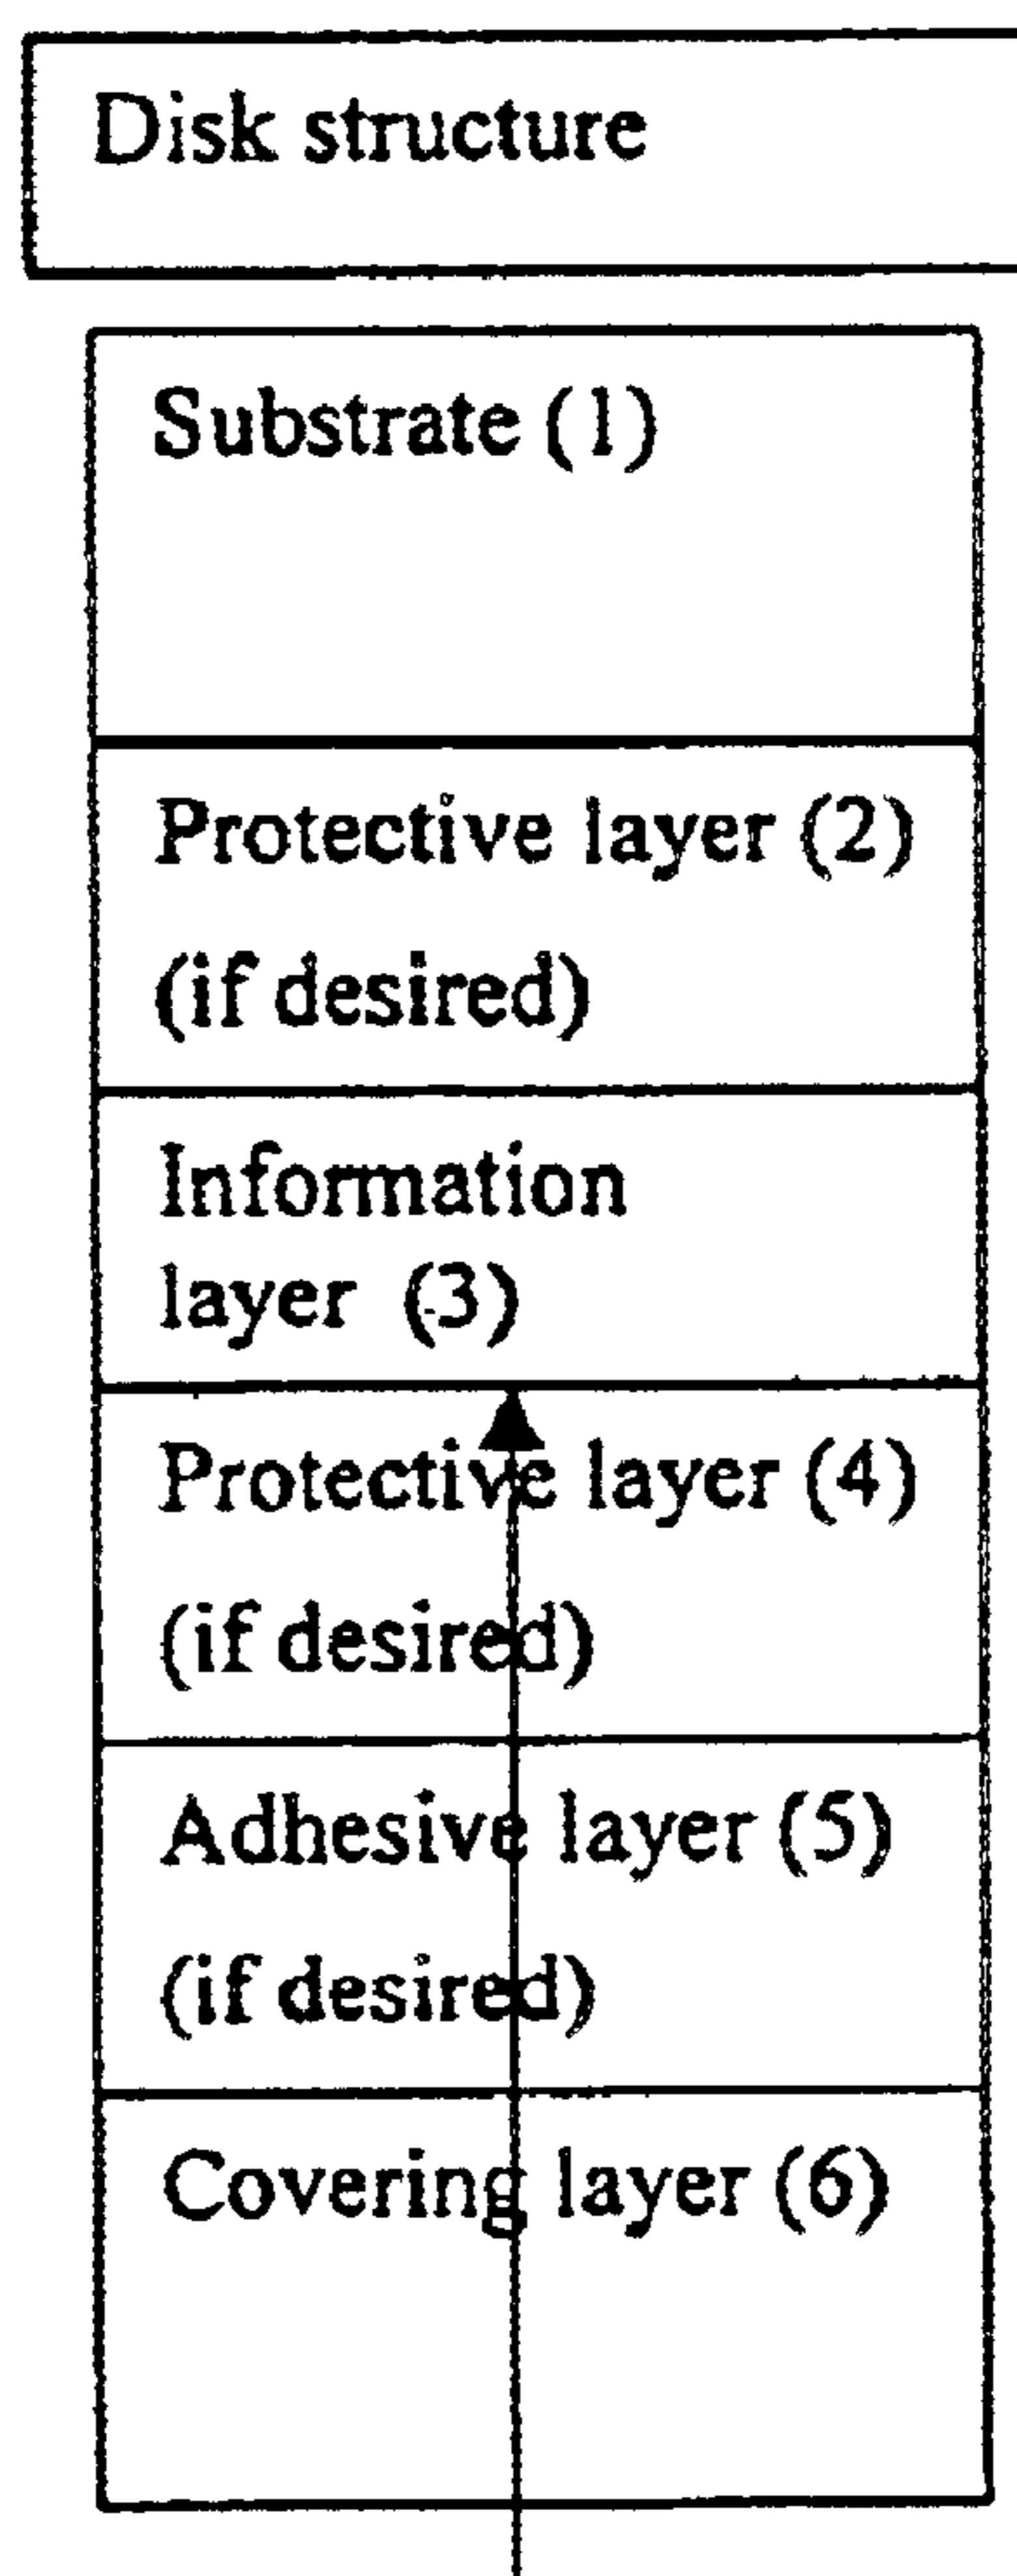 Disk structure
Substrate (1)
Protective layer (2)
(if desired)
Information
layer (3)
Protective layer (4)
(if desired)
Adhesive layer (5)
(if desired)
Covering layer (6)